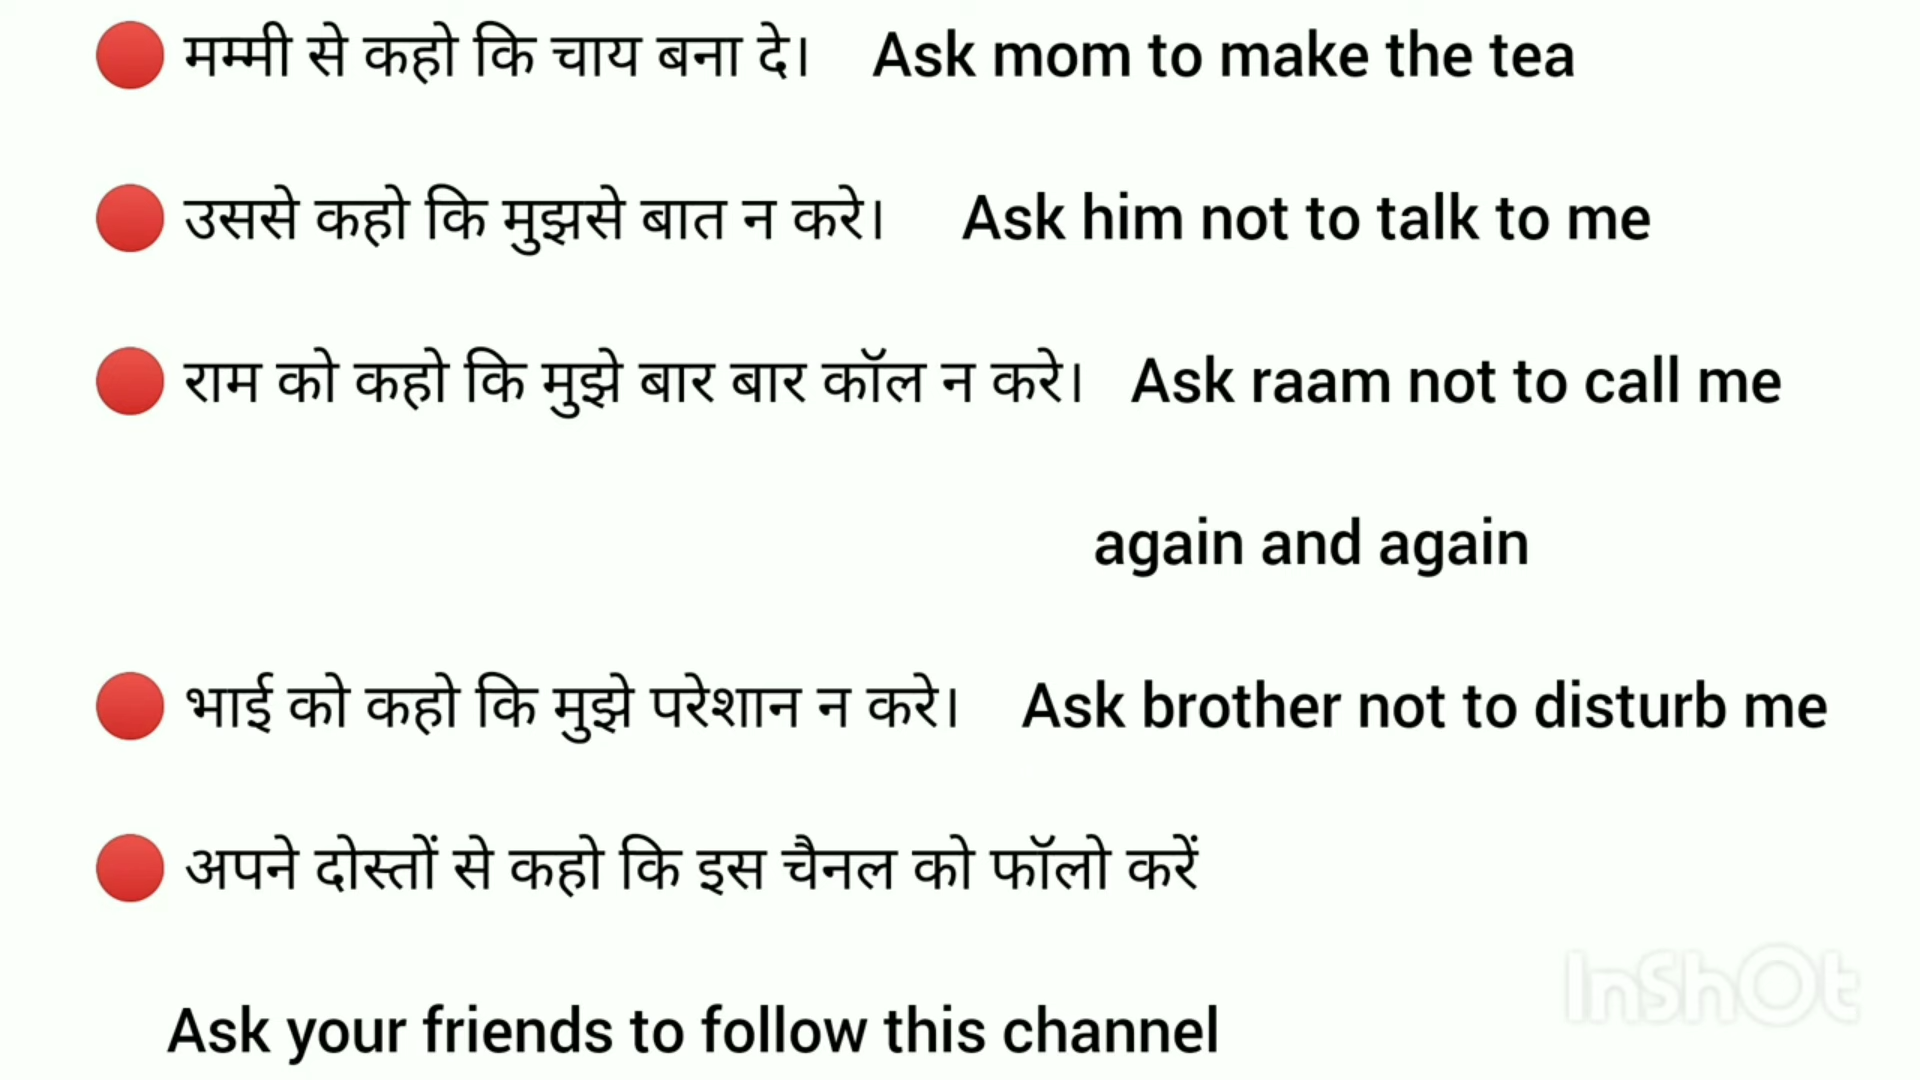 मम्मी से कहो कि चाय बना दे। Ask mom to make the tea
उससे कहो कि मुझसे बात न करे। Ask him not to talk to me
राम को कहो कि मुझे बार बार कॉल न करे। Ask raam not to call me
again and again
भाई को कहो कि मुझे परेशान न करे। Ask brother not to disturb me
अपने दोस्तों से कहो कि इस चैनल को फॉलो करें
Ask your friends to follow this channel
InShOt